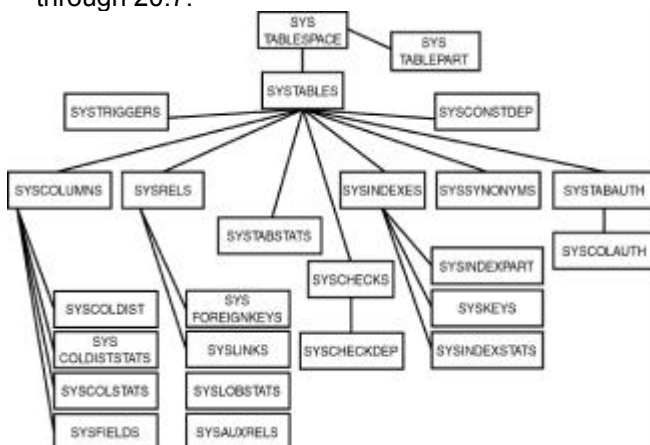 through 20.7.
SYS
TABLESPACE
SYS
TABLEPART
SYSTABLES
SYSTRIGGERS
SYSCONSTDEP
SYSCOLUMNS
SYSRELS
SYSINDEXES
SYSSYNONYMS
SYSTABAUTH
SYSTABSTATS
SYSCOLAUTH
SYSCHECKS
SYSINDEXPART
SYSCOLDIST
SYS
FOREIGNKEYS
SYSKEYS
SYS
COLDISTSTATS
SYSLINKS
SYSCHECKDEP
SYSINDEXSTATS
SYSCOLSTATS
SYSLOBSTATS
SYSFIELDS
SYSAUXRELS